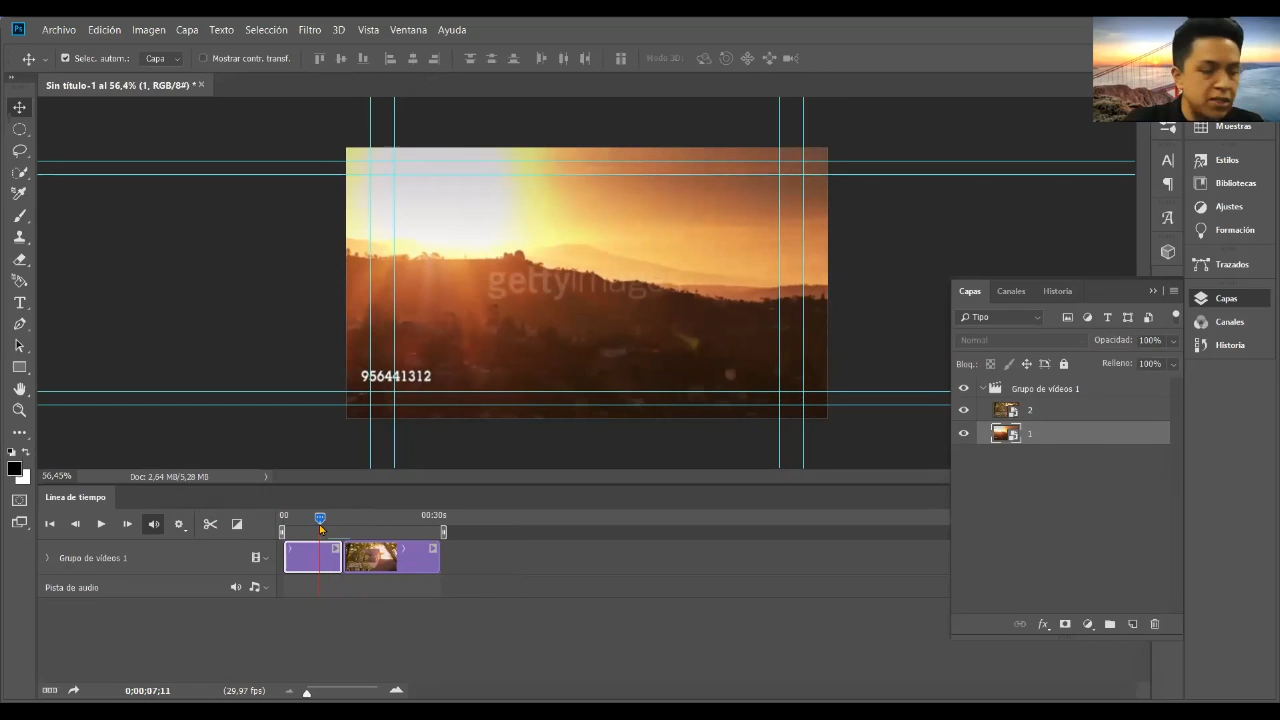 Ps Archivo Edición Imagen Capa Texto Selección Filtro 3D Vista Ventana Ayuda
Selec. autom.: Capa Mostrar contr. transf. Modo 3D:
Sin título-1 al 56,4% (1, RGB/8#) *
Muestras
Estilos
Bibliotecas
Ajustes
Formación
Trazados
Capas
Canales
Historia
gettyimages
956441312
Capas Canales Historia
Tipo
Normal Opacidad: 100%
Bloq.: Relleno: 100%
Grupo de vídeos 1
2
1
56,45% Doc: 2,64 MB/5,28 MB
Línea de tiempo
00 00:30s
Grupo de vídeos 1
Pista de audio
0;00;07;11 (29,97 fps)